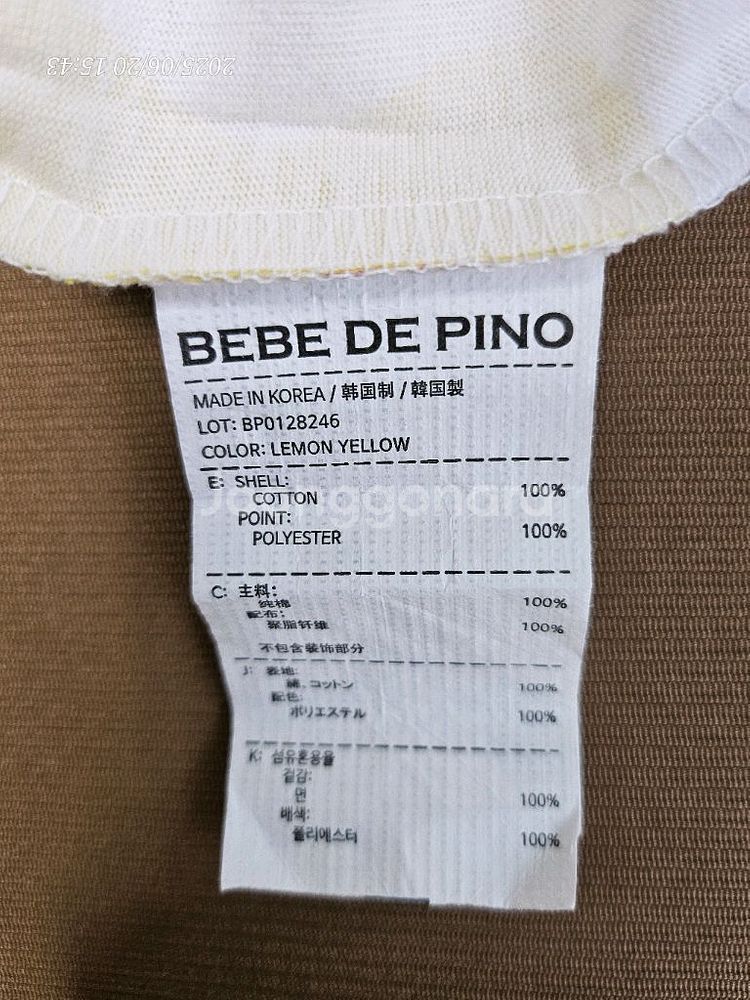 2025/06/20 15:43
BEBE DE PINO
MADE IN KOREA / 韩国制 / 韓国製
LOT: BP0128246
COLOR: LEMON YELLOW
E: SHELL:
COTTON 100%
POINT:
POLYESTER 100%
Joonggonara
C: 主料:
纯棉 100%
配布:
聚脂钎维 100%
不包含装饰部分
J: 表地:
綿、コットン 100%
配色:
ポリエステル 100%
K: 섬유혼용율
겉감:
면 100%
배색:
폴리에스터 100%